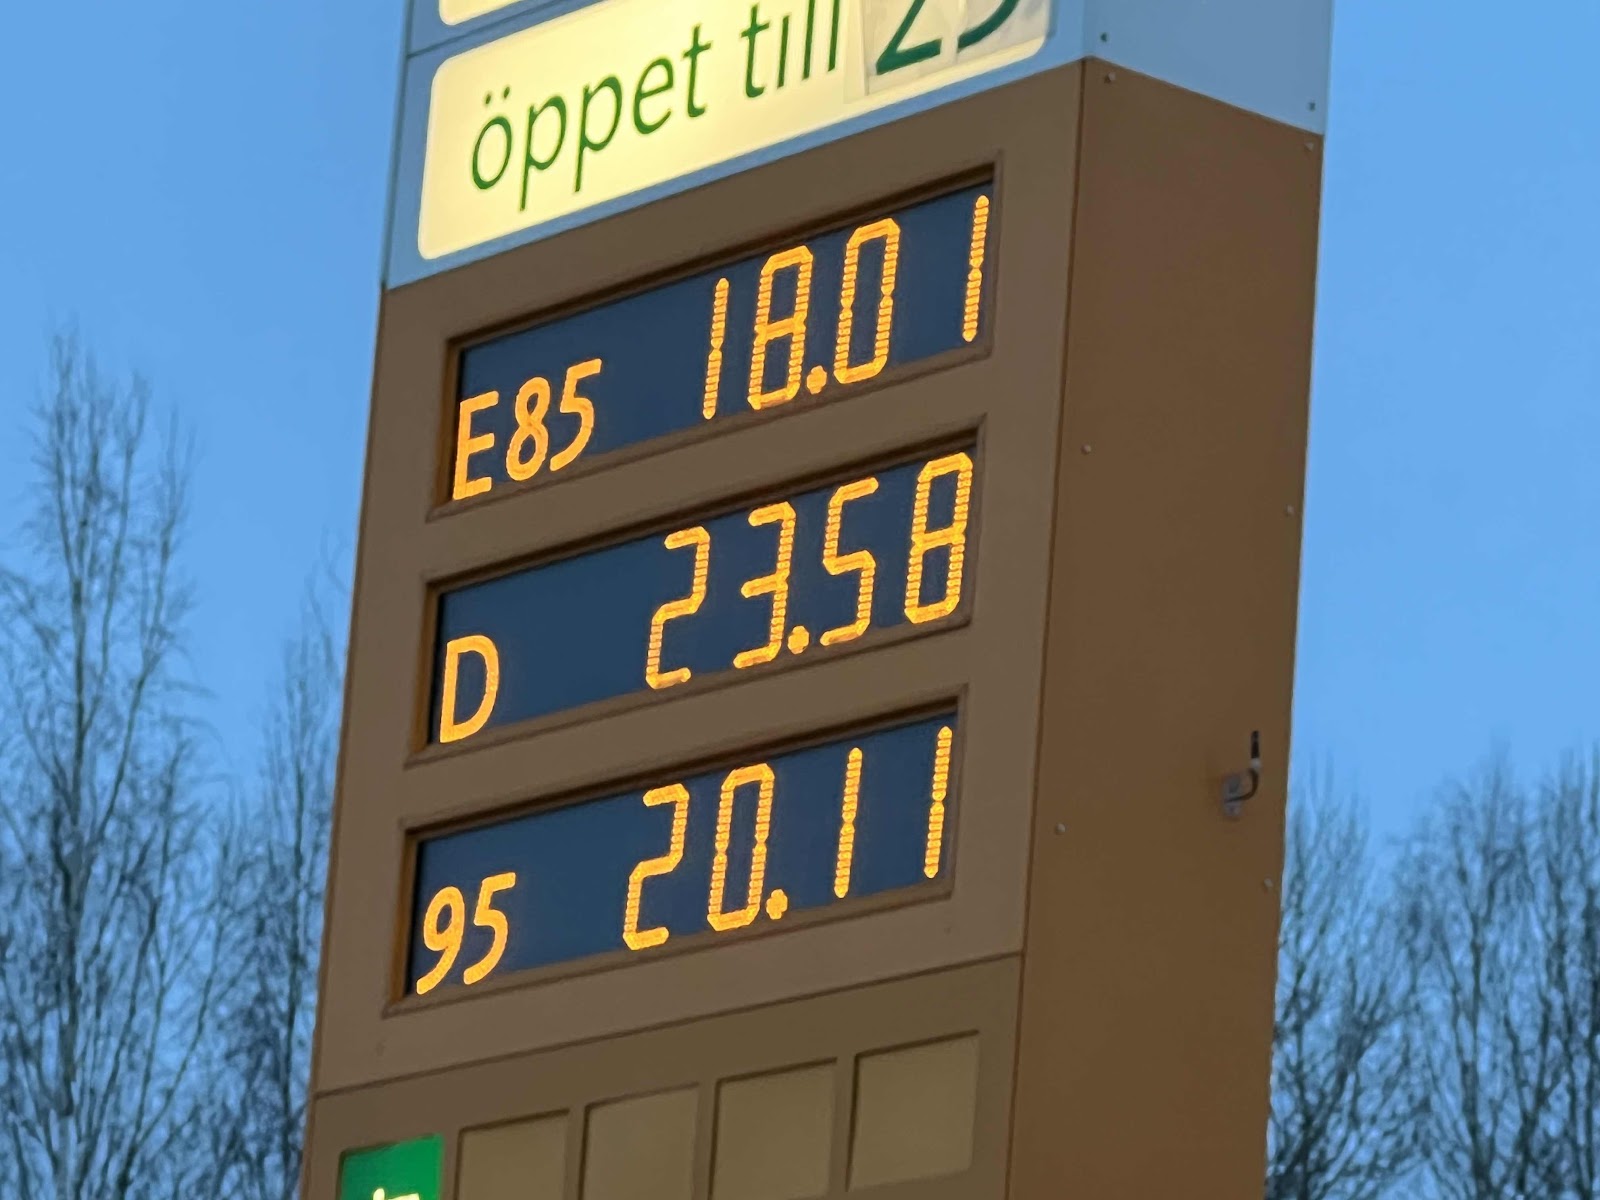 öppet till 23
E85 18.01
D 23.58
95 20.11